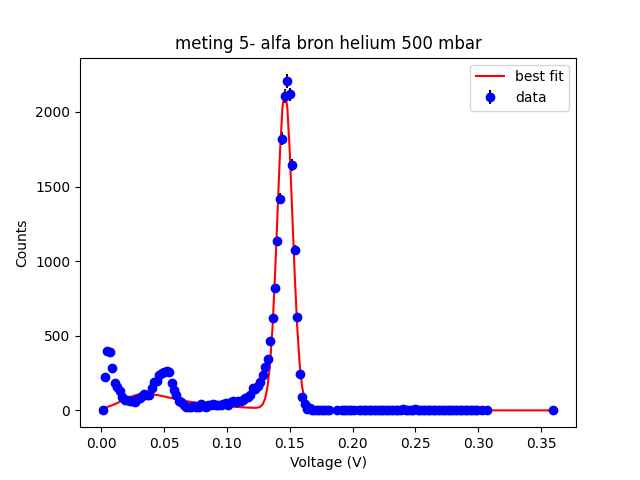 meting 5- alfa bron helium 500 mbar
best fit
data
Counts
2000
1500
1000
500
0
0.00 0.05 0.10 0.15 0.20 0.25 0.30 0.35
Voltage (V)